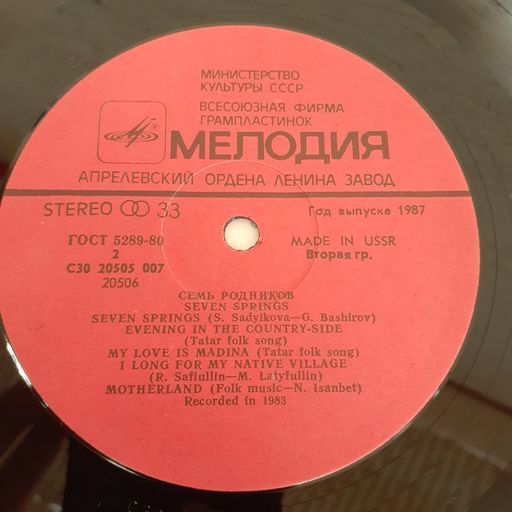 МИНИСТЕРСТВО
КУЛЬТУРЫ СССР
ВСЕСОЮЗНАЯ ФИРМА
ГРАМПЛАСТИНОК
МЕЛОДИЯ
АПРЕЛЕВСКИЙ ОРДЕНА ЛЕНИНА ЗАВОД
STEREO 33
Год выпуска 1987
ГОСТ 5289-80
MADE IN USSR
2
Вторая гр.
С30 20505 007
20506
СЕМЬ РОДНИКОВ
SEVEN SPRINGS
SEVEN SPRINGS (S. Sadyikova—G. Bashirov)
EVENING IN THE COUNTRY-SIDE
(Tatar folk song)
MY LOVE IS MADINA (Tatar folk song)
I LONG FOR MY NATIVE VILLAGE
(R. Safiullin—M. Latyfullin)
MOTHERLAND (Folk music—N. Isanbet)
Recorded in 1983